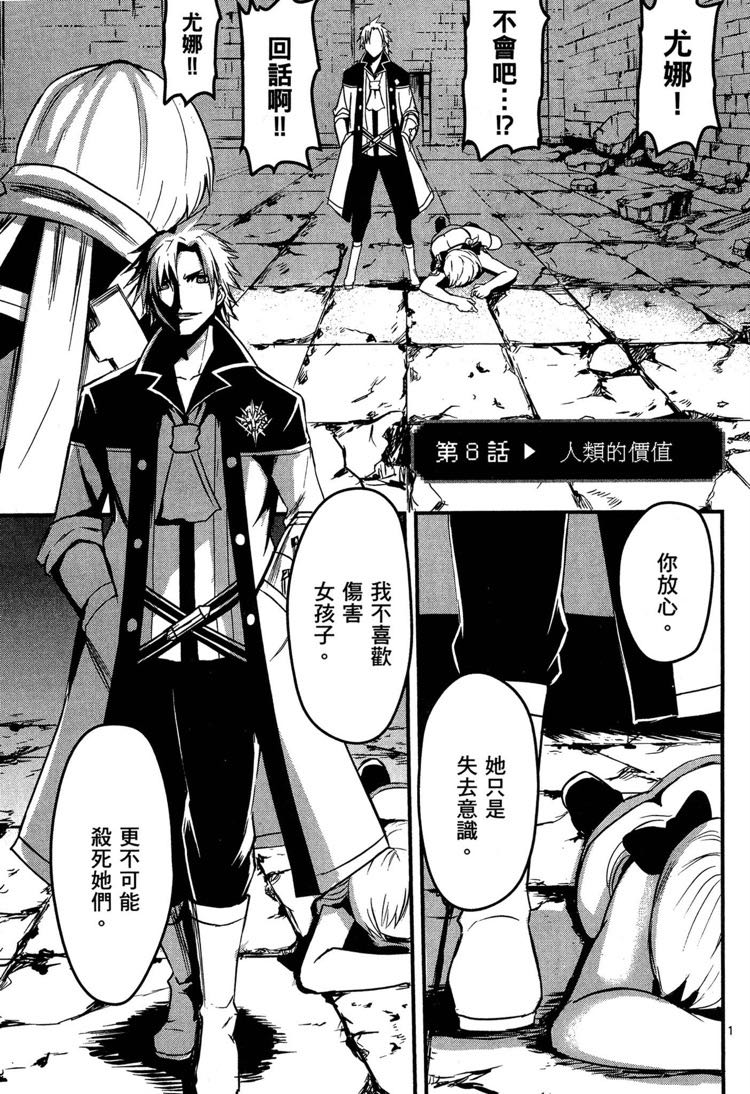 尤娜！
不會吧…!?
回話啊!!
尤娜!!
第8話▶ 人類的價值
你放心。
她只是
失去意識。
我不喜歡
傷害
女孩子。
更不可能
殺死她們。
1